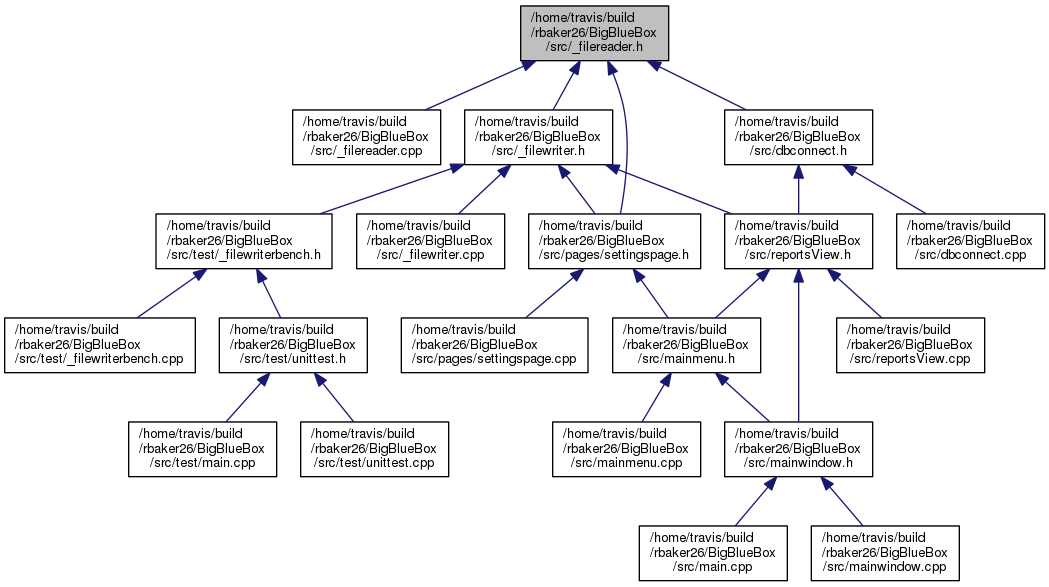 /home/travis/build
/rbaker26/BigBlueBox
/src/_filereader.h
/home/travis/build
/rbaker26/BigBlueBox
/src/_filereader.cpp
/home/travis/build
/rbaker26/BigBlueBox
/src/_filewriter.h
/home/travis/build
/rbaker26/BigBlueBox
/src/dbconnect.h
/home/travis/build
/rbaker26/BigBlueBox
/src/test/_filewriterbench.h
/home/travis/build
/rbaker26/BigBlueBox
/src/_filewriter.cpp
/home/travis/build
/rbaker26/BigBlueBox
/src/pages/settingspage.h
/home/travis/build
/rbaker26/BigBlueBox
/src/reportsView.h
/home/travis/build
/rbaker26/BigBlueBox
/src/dbconnect.cpp
/home/travis/build
/rbaker26/BigBlueBox
/src/test/_filewriterbench.cpp
/home/travis/build
/rbaker26/BigBlueBox
/src/test/unittest.h
/home/travis/build
/rbaker26/BigBlueBox
/src/pages/settingspage.cpp
/home/travis/build
/rbaker26/BigBlueBox
/src/mainmenu.h
/home/travis/build
/rbaker26/BigBlueBox
/src/reportsView.cpp
/home/travis/build
/rbaker26/BigBlueBox
/src/test/main.cpp
/home/travis/build
/rbaker26/BigBlueBox
/src/test/unittest.cpp
/home/travis/build
/rbaker26/BigBlueBox
/src/mainmenu.cpp
/home/travis/build
/rbaker26/BigBlueBox
/src/mainwindow.h
/home/travis/build
/rbaker26/BigBlueBox
/src/main.cpp
/home/travis/build
/rbaker26/BigBlueBox
/src/mainwindow.cpp